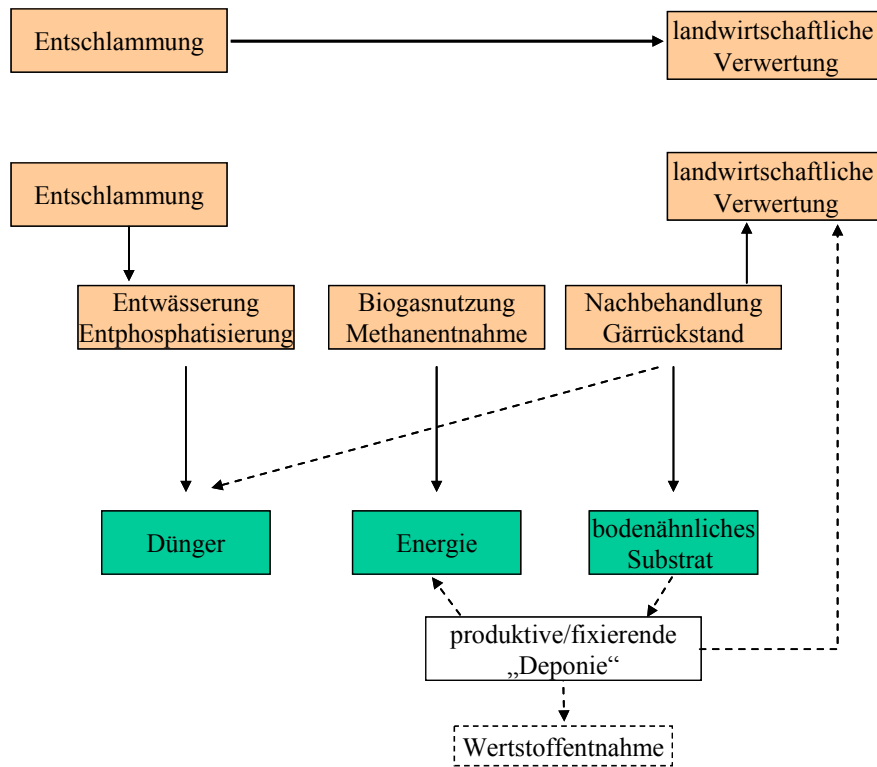 Entschlammung
landwirtschaftliche
Verwertung
Entschlammung
landwirtschaftliche
Verwertung
Entwässerung
Entphosphatisierung
Biogasnutzung
Methanentnahme
Nachbehandlung
Gärrückstand
Dünger
Energie
bodenähnliches
Substrat
produktive/fixierende
„Deponie“
Wertstoffentnahme